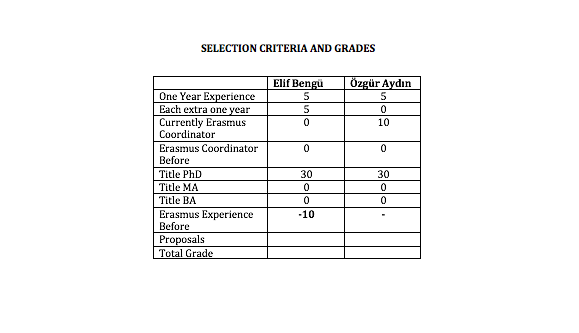 SELECTION CRITERIA AND GRADES
Elif Bengü Özgür Aydın
One Year Experience 5 5
Each extra one year 5 0
Currently Erasmus 0 10
Coordinator
Erasmus Coordinator 0 0
Before
Title PhD 30 30
Title MA 0 0
Title BA 0 0
Erasmus Experience -10 -
Before
Proposals
Total Grade